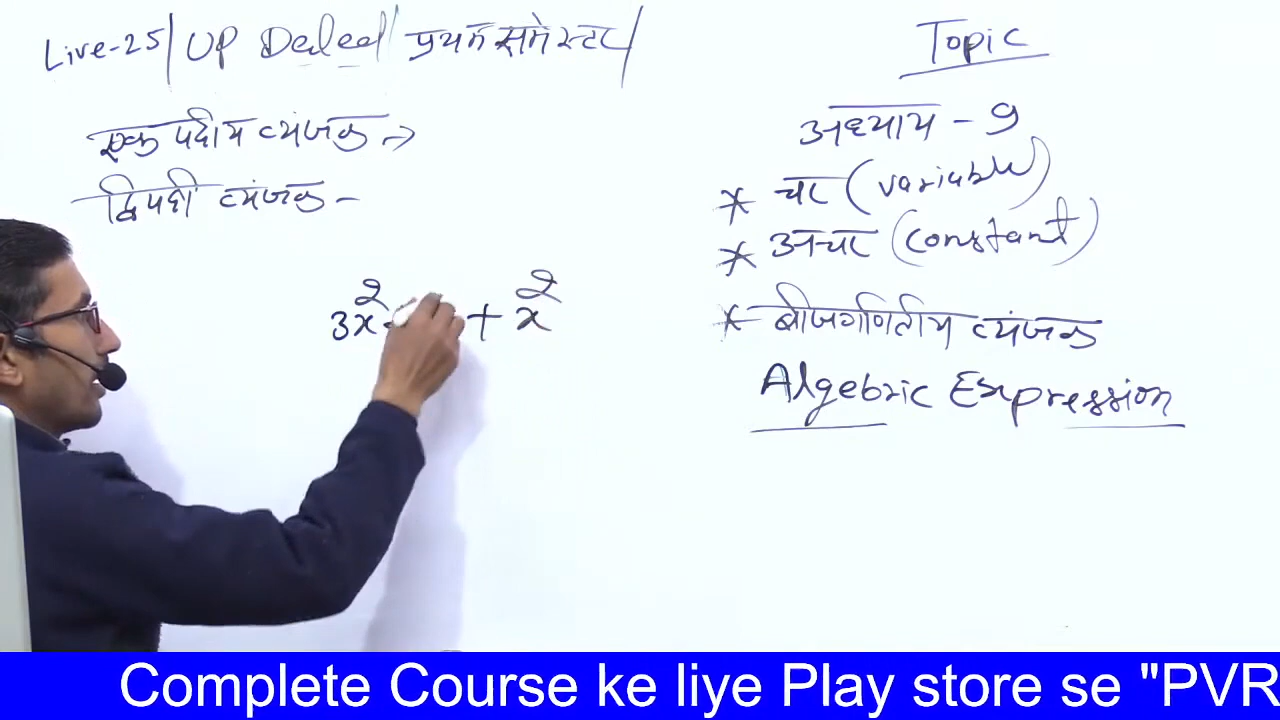 Live-25/ UP Deled/ प्रथम समेस्टर/
एक पदीय व्यंजक →
द्विपदी व्यंजक -
3x² + x²
Topic
अध्याय - 9
* चर (variable)
* अचर (constant)
* बीजगणितीय व्यंजक
Algebric Expression
Complete Course ke liye Play store se "PVR